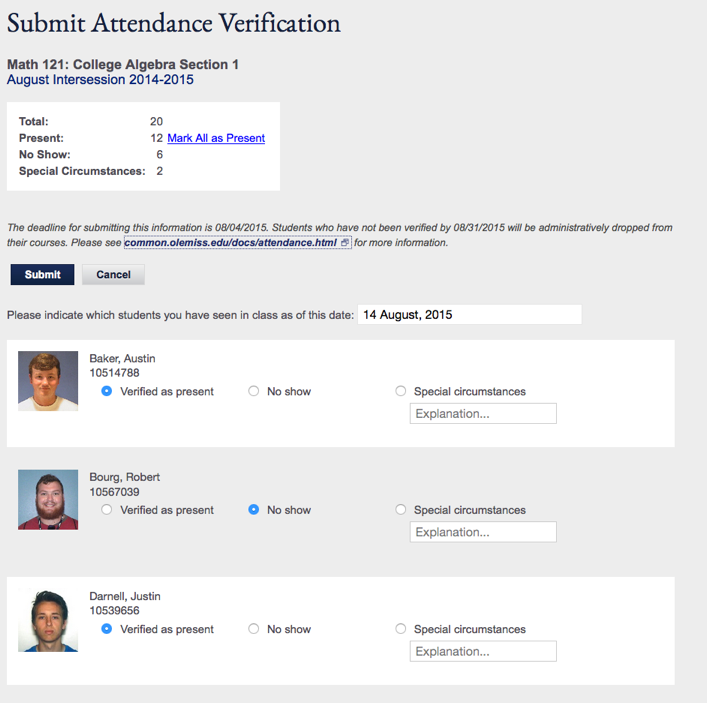 Submit Attendance Verification
Math 121: College Algebra Section 1
August Intersession 2014-2015
Total: 20
Present: 12 Mark All as Present
No Show: 6
Special Circumstances: 2
The deadline for submitting this information is 08/04/2015. Students who have not been verified by 08/31/2015 will be administratively dropped from
their courses. Please see common.olemiss.edu/docs/attendance.html for more information.
Submit Cancel
Please indicate which students you have seen in class as of this date: 14 August, 2015
Baker, Austin
10514788
Verified as present No show Special circumstances
Explanation...
Bourg, Robert
10567039
Verified as present No show Special circumstances
Explanation...
Darnell, Justin
10539656
Verified as present No show Special circumstances
Explanation...